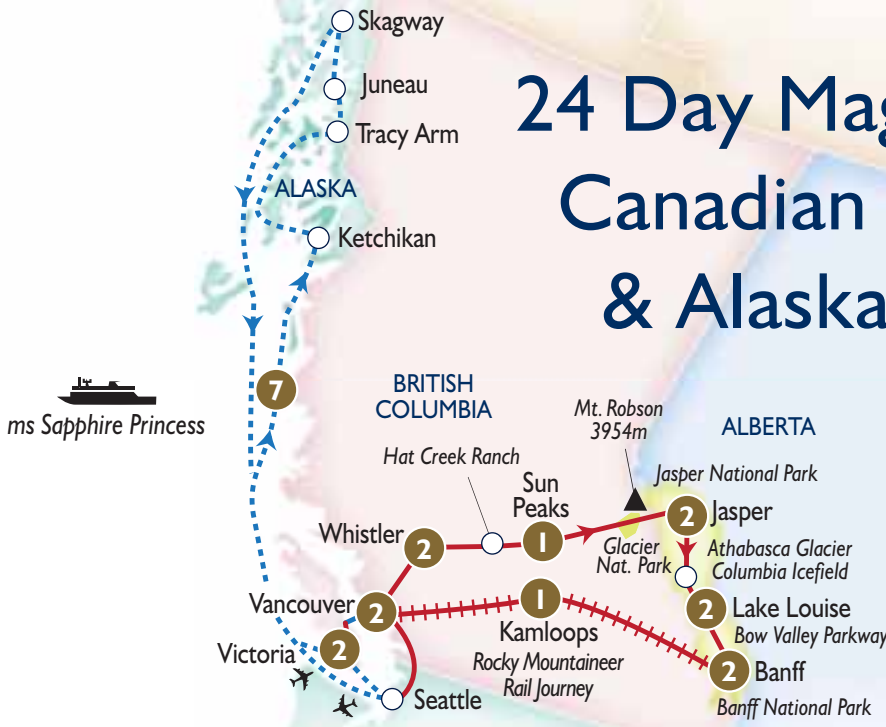 Skagway
Juneau
Tracy Arm
ALASKA
Ketchikan
24 Day Mag
Canadian
& Alaska
7
ms Sapphire Princess
BRITISH
COLUMBIA
Mt. Robson
3954m
ALBERTA
Hat Creek Ranch
Jasper National Park
Sun
Peaks
1
Whistler
2
2
Jasper
Glacier
Nat. Park
Athabasca Glacier
Columbia Icefield
Vancouver
2
1
Kamloops
Rocky Mountaineer
Rail Journey
2
Lake Louise
Bow Valley Parkway
Victoria
2
2
Banff
Banff National Park
Seattle